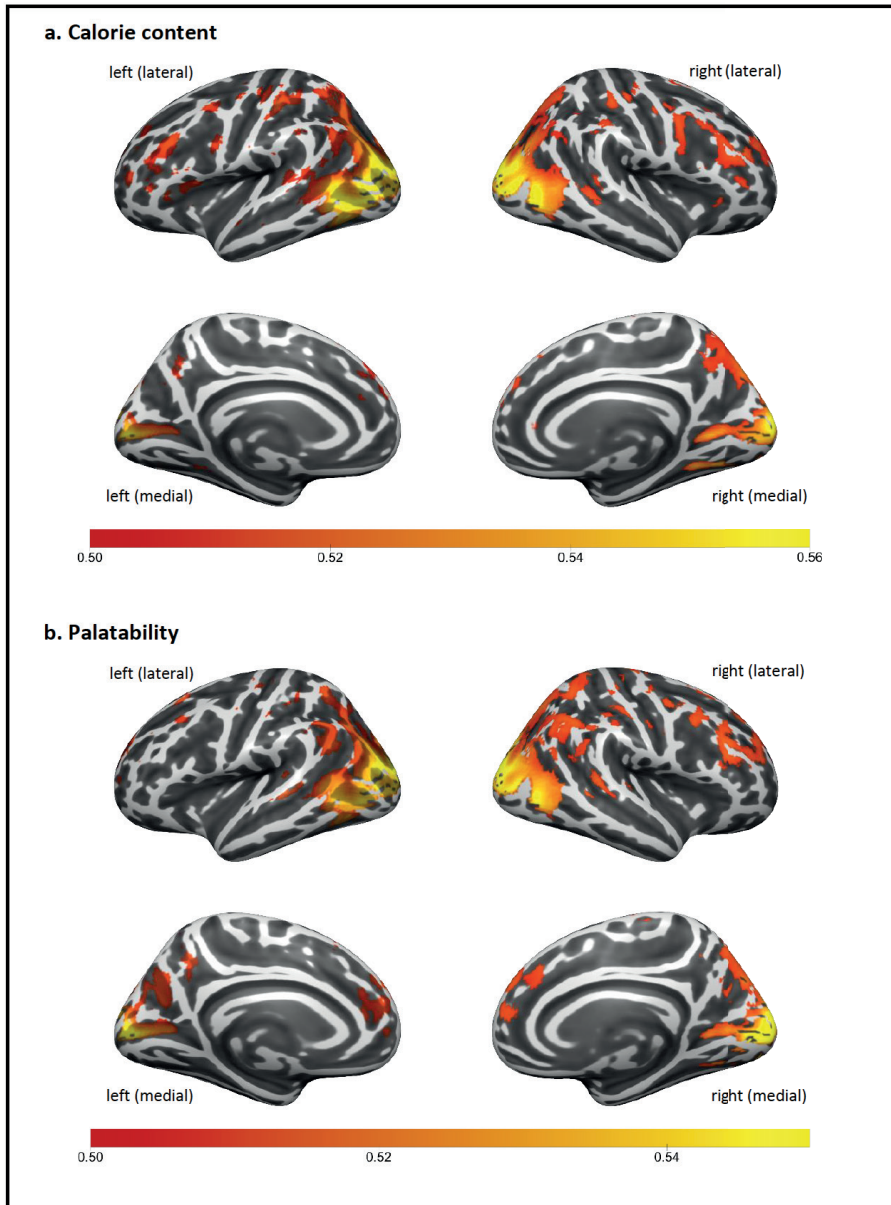 a. Calorie content
left (lateral)
right (lateral)
left (medial)
right (medial)
0.50 0.52 0.54 0.56
b. Palatability
left (lateral)
right (lateral)
left (medial)
right (medial)
0.50 0.52 0.54